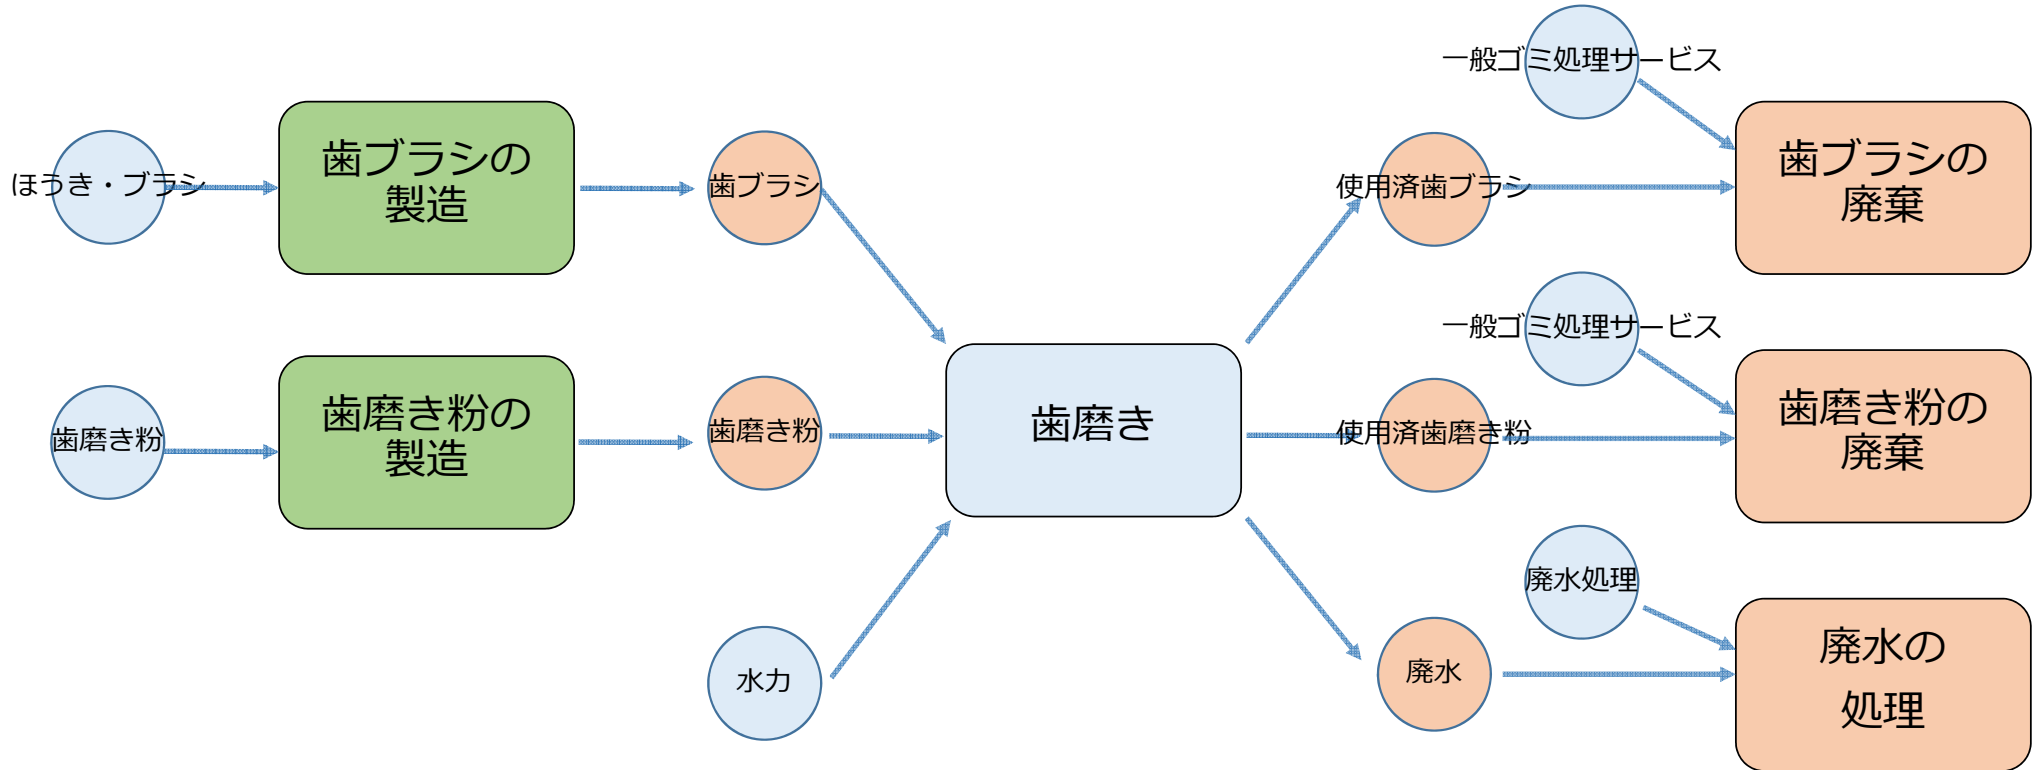 一般ゴミ処理サービス
歯ブラシの
製造
歯ブラシの
廃棄
ほうき・ブラシ
歯ブラシ
使用済歯ブラシ
一般ゴミ処理サービス
歯磨き粉の
製造
歯磨き
歯磨き粉の
廃棄
歯磨き粉
歯磨き粉
使用済歯磨き粉
廃水処理
廃水の
処理
水力
廃水